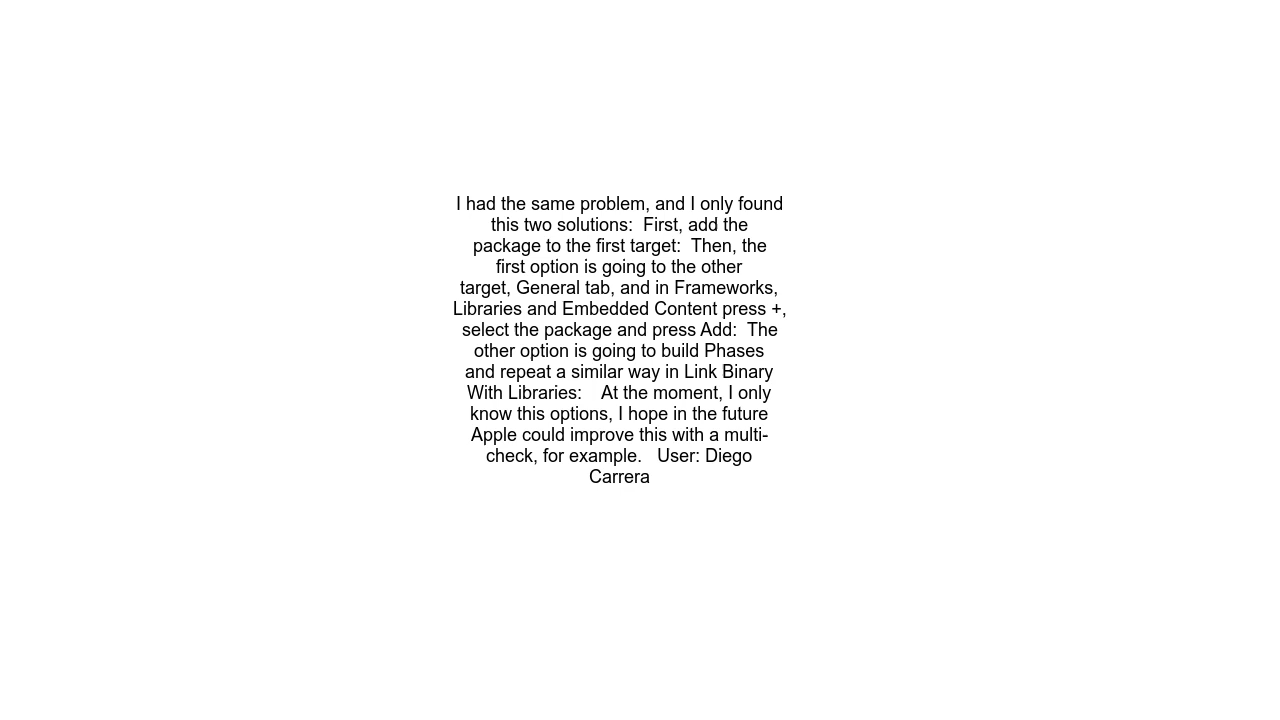 I had the same problem, and I only found
this two solutions:  First, add the
package to the first target:  Then, the
first option is going to the other
target, General tab, and in Frameworks,
Libraries and Embedded Content press +,
select the package and press Add:  The
other option is going to build Phases
and repeat a similar way in Link Binary
With Libraries:    At the moment, I only
know this options, I hope in the future
Apple could improve this with a multi-
check, for example.   User: Diego
Carrera